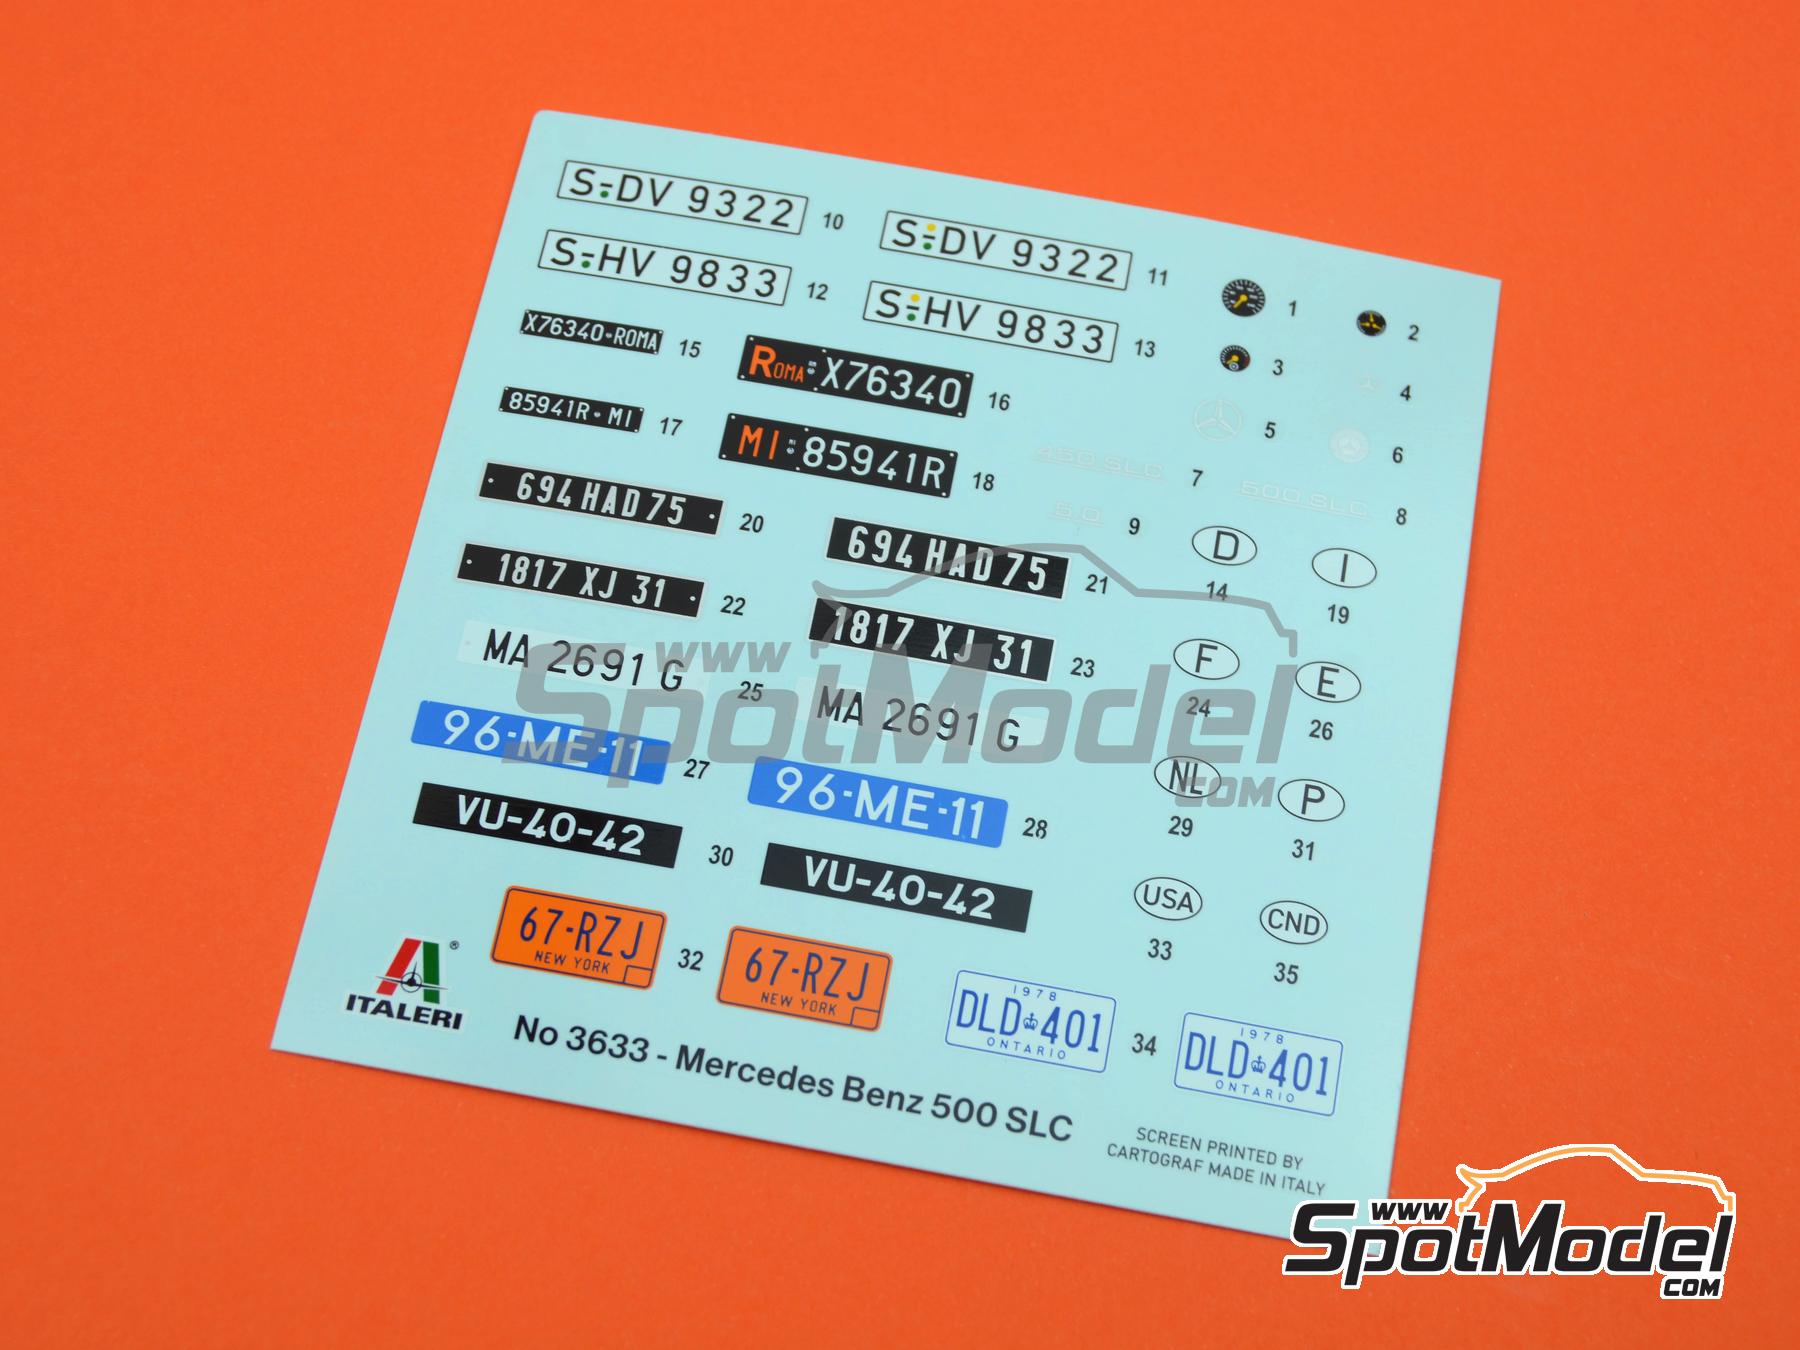 S-DV 9322 10
S-DV 9322 11
S-HV 9833 12
S-HV 9833 13
1
2
3
4
X76340-ROMA 15
ROMA X76340 16
5
6
85941R-MI 17
MI 85941R 18
450 SLC 7
500 SLC 8
5.0 9
694 HAD 75 20
694 HAD 75 21
D
14
I
19
1817 XJ 31 22
1817 XJ 31 23
F
24
E
26
MA 2691 G 25
MA 2691 G
www
SpotModel
.COM
96-ME-11 27
96-ME-11 28
NL
29
P
31
VU-40-42 30
VU-40-42
USA
33
CND
35
67-RZJ
NEW YORK
32
67-RZJ
NEW YORK
1978
DLD 401
ONTARIO
34
1978
DLD 401
ONTARIO
®
ITALERI
No 3633 - Mercedes Benz 500 SLC
SCREEN PRINTED BY
CARTOGRAF MADE IN ITALY
www
SpotModel
.COM